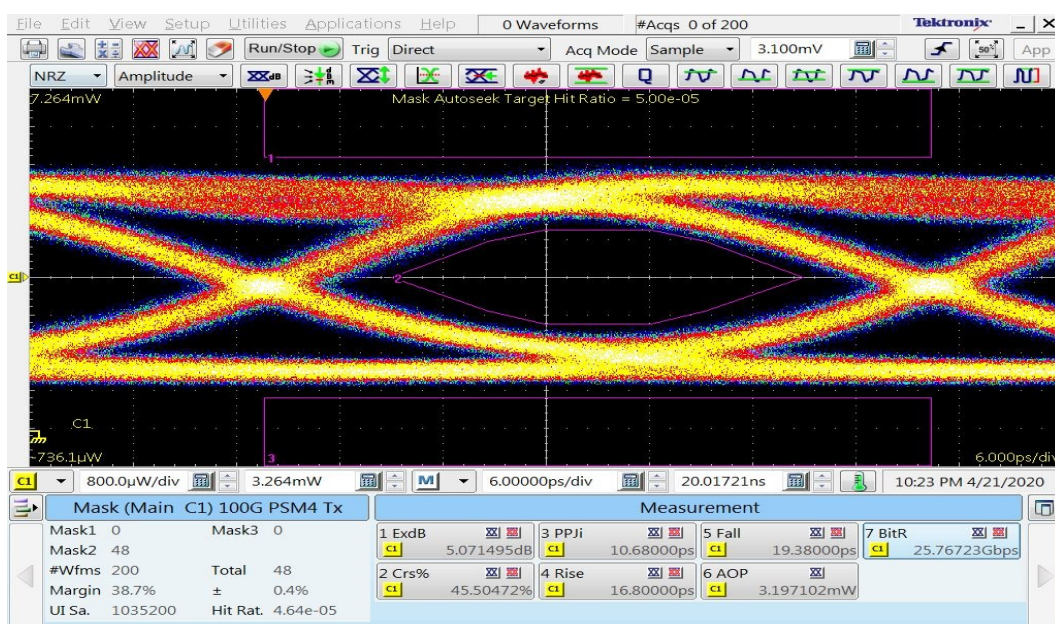 File Edit View Setup Utilities Applications Help 0 Waveforms #Acqs 0 of 200 Tektronix
Run/Stop Trig Direct Acq Mode Sample 3.100mV 50% App
NRZ Amplitude
7.264mW Mask Autoseek Target Hit Ratio = 5.00e-05
1
2
C1
C1
-736.1µW 3 6.000ps/div
C1 800.0µW/div 3.264mW M 6.00000ps/div 20.01721ns 10:23 PM 4/21/2020
Mask (Main C1) 100G PSM4 Tx Measurement
Mask1 0 Mask3 0 1 ExdB 3 PPJi 5 Fall 7 BitR
Mask2 48 C1 5.071495dB C1 10.68000ps C1 19.38000ps C1 25.76723Gbps
#Wfms 200 Total 48 2 Crs% 4 Rise 6 AOP
Margin 38.7% ± 0.4% C1 45.50472% C1 16.80000ps C1 3.197102mW
UI Sa. 1035200 Hit Rat. 4.64e-05